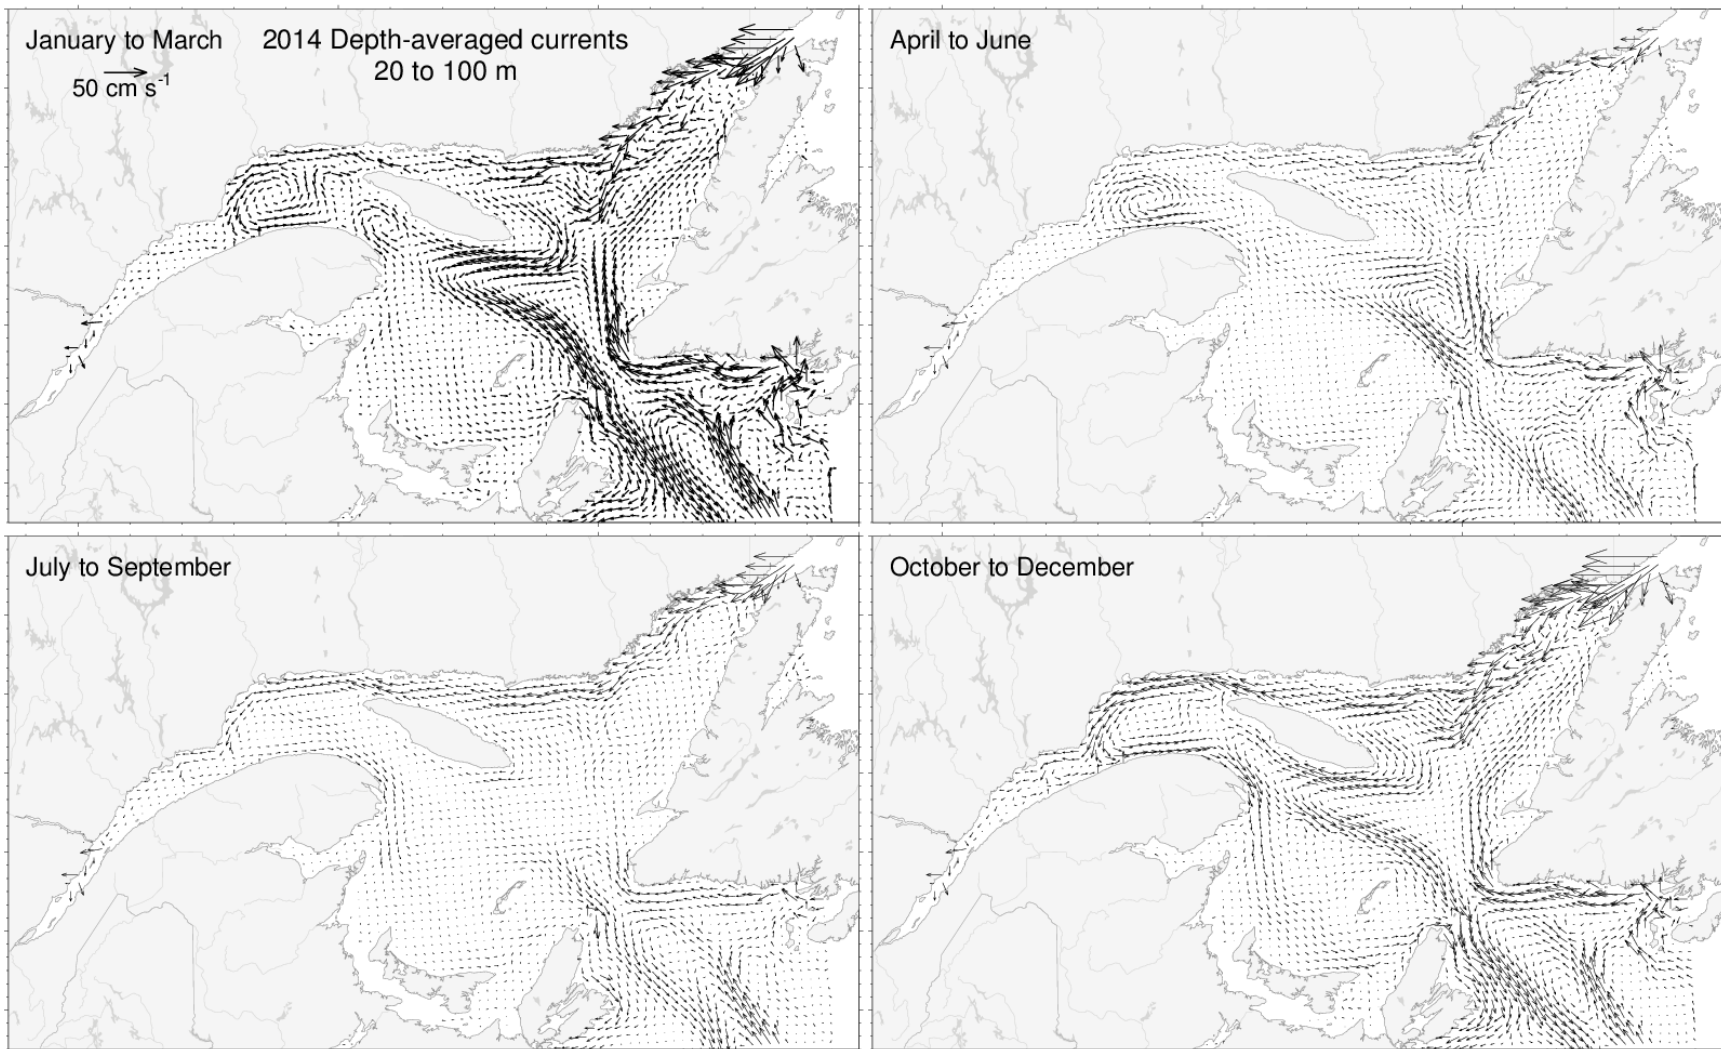 January to March
2014 Depth-averaged currents
20 to 100 m
50 cm s⁻¹
April to June
July to September
October to December